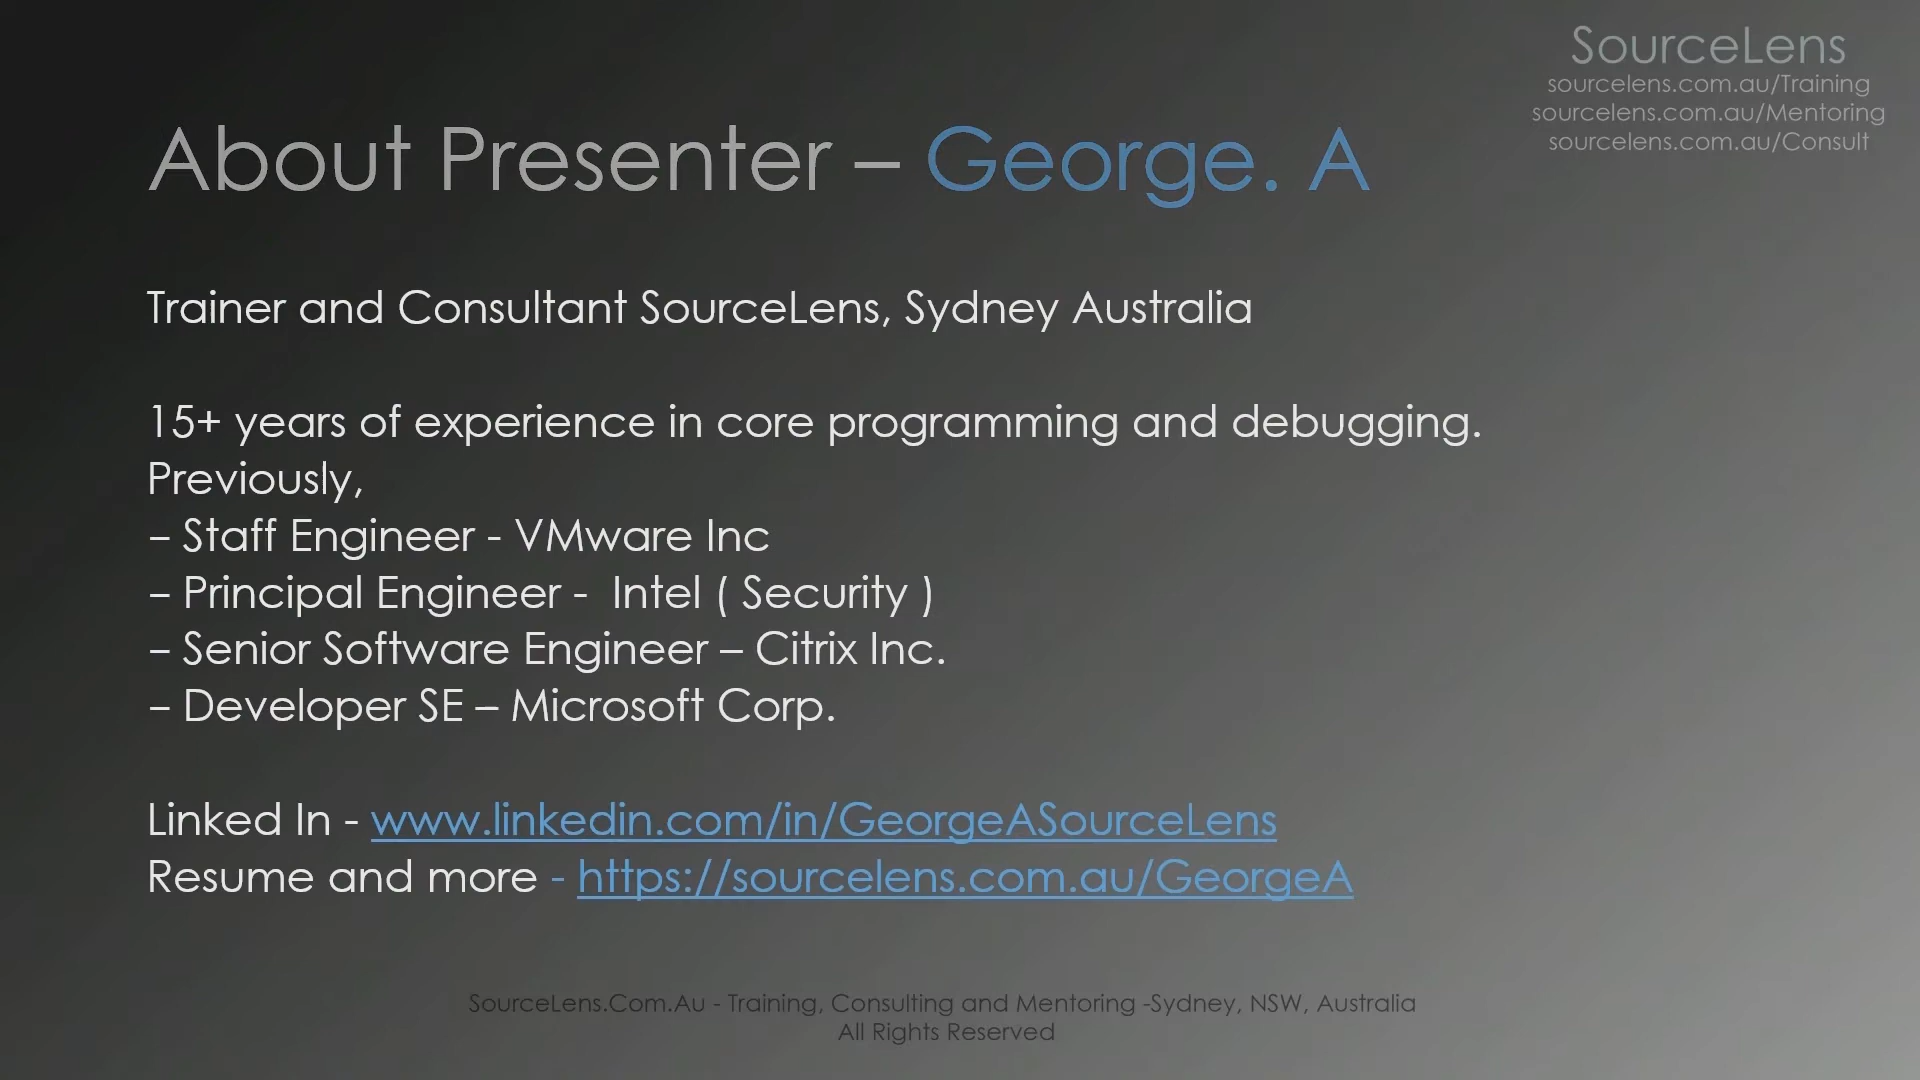 SourceLens
sourcelens.com.au/Training
sourcelens.com.au/Mentoring
sourcelens.com.au/Consult
About Presenter – George. A
Trainer and Consultant SourceLens, Sydney Australia
15+ years of experience in core programming and debugging.
Previously,
– Staff Engineer - VMware Inc
– Principal Engineer -  Intel ( Security )
– Senior Software Engineer – Citrix Inc.
– Developer SE – Microsoft Corp.
Linked In - www.linkedin.com/in/GeorgeASourceLens
Resume and more - https://sourcelens.com.au/GeorgeA
SourceLens.Com.Au - Training, Consulting and Mentoring -Sydney, NSW, Australia
All Rights Reserved